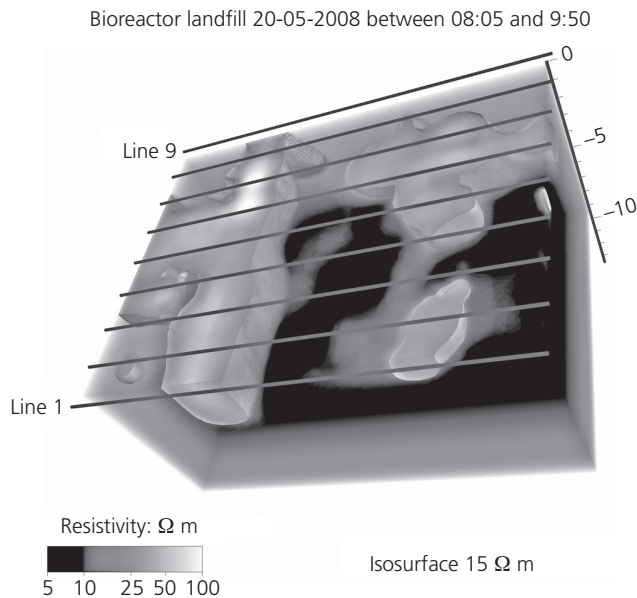 Bioreactor landfill 20-05-2008 between 08:05 and 9:50
0
Line 9
–5
–10
Line 1
Resistivity: Ω m
5 10 25 50 100
Isosurface 15 Ω m